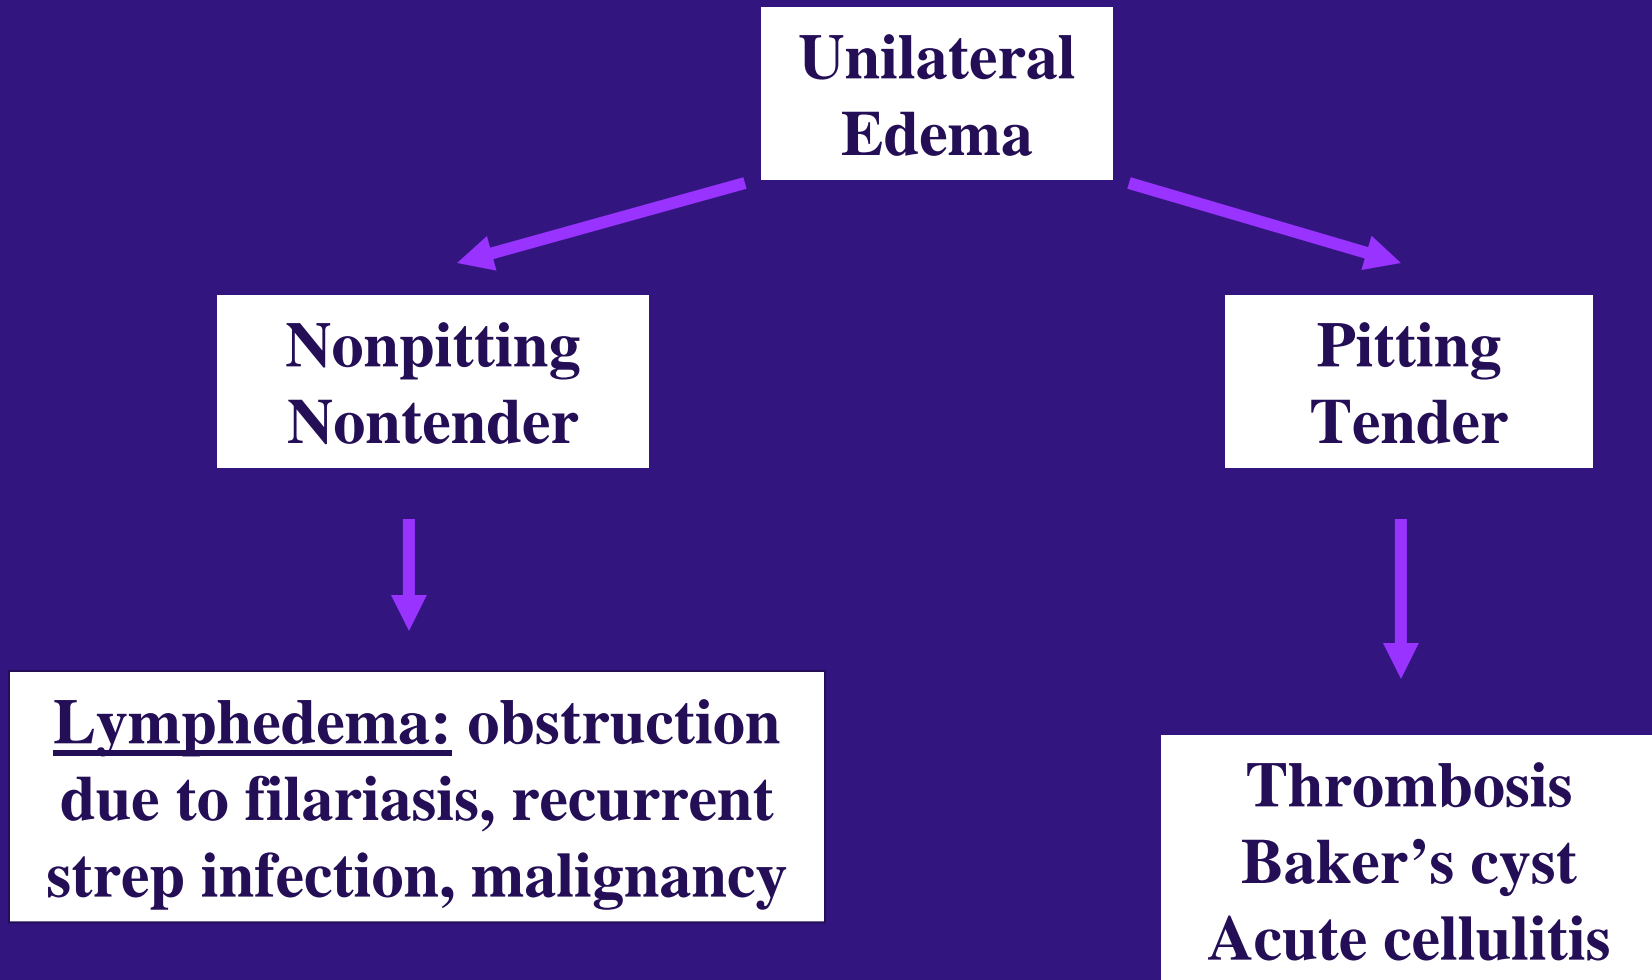 Unilateral
Edema
Nonpitting
Nontender
Pitting
Tender
Lymphedema: obstruction
due to filariasis, recurrent
strep infection, malignancy
Thrombosis
Baker’s cyst
Acute cellulitis